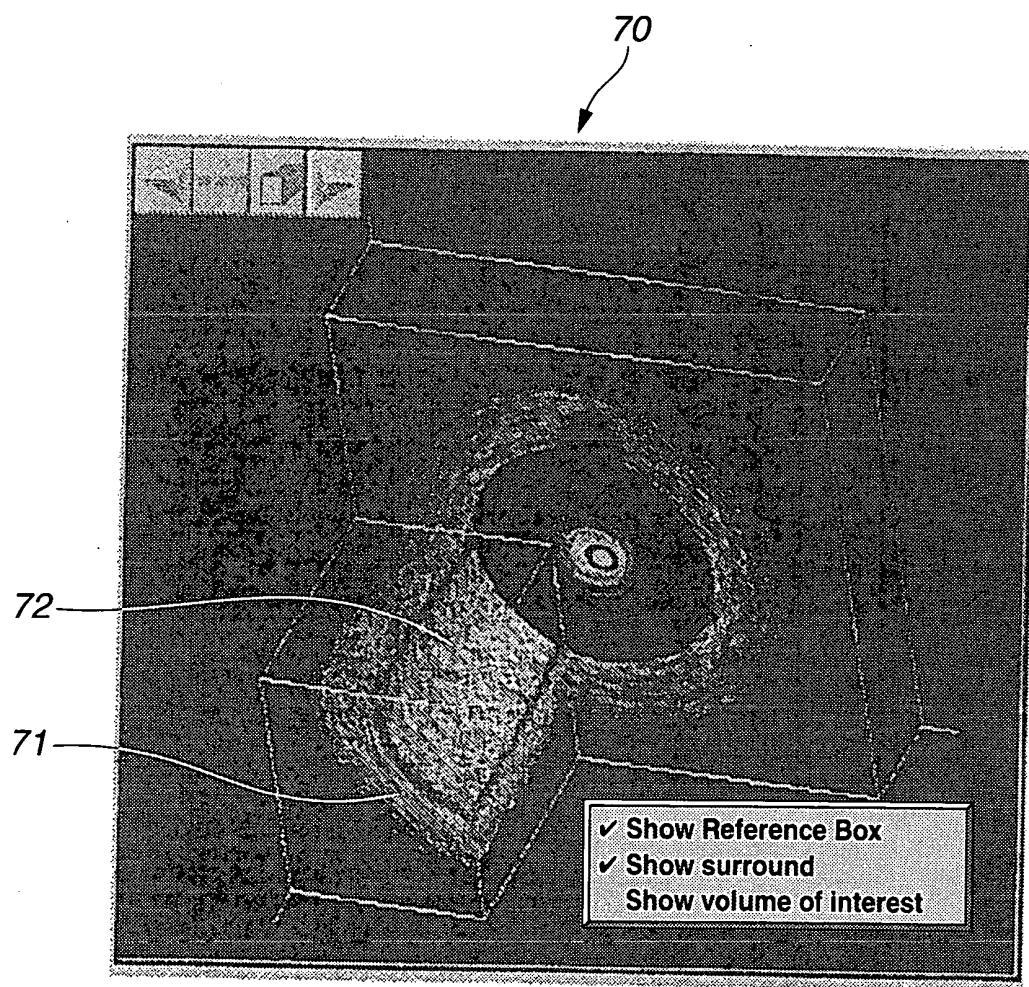 70
72
71
✔ Show Reference Box
✔ Show surround
Show volume of interest